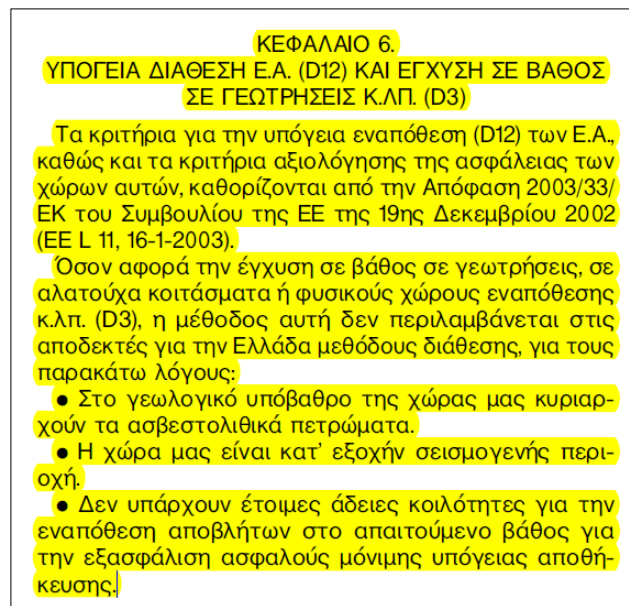 ΚΕΦΑΛΑΙΟ 6.
ΥΠΟΓΕΙΑ ΔΙΑΘΕΣΗ Ε.Α. (D12) ΚΑΙ ΕΓΧΥΣΗ ΣΕ ΒΑΘΟΣ
ΣΕ ΓΕΩΤΡΗΣΕΙΣ Κ.ΛΠ. (D3)
Τα κριτήρια για την υπόγεια εναπόθεση (D12) των Ε.Α.,
καθώς και τα κριτήρια αξιολόγησης της ασφάλειας των
χώρων αυτών, καθορίζονται από την Απόφαση 2003/33/
ΕΚ του Συμβουλίου της ΕΕ της 19ης Δεκεμβρίου 2002
(ΕΕ L 11, 16-1-2003).
Όσον αφορά την έγχυση σε βάθος σε γεωτρήσεις, σε
αλατούχα κοιτάσματα ή φυσικούς χώρους εναπόθεσης
κ.λπ. (D3), η μέθοδος αυτή δεν περιλαμβάνεται στις
αποδεκτές για την Ελλάδα μεθόδους διάθεσης, για τους
παρακάτω λόγους:
● Στο γεωλογικό υπόβαθρο της χώρας μας κυριαρ-
χούν τα ασβεστολιθικά πετρώματα.
● Η χώρα μας είναι κατ’ εξοχήν σεισμογενής περι-
οχή.
● Δεν υπάρχουν έτοιμες άδειες κοιλότητες για την
εναπόθεση αποβλήτων στο απαιτούμενο βάθος για
την εξασφάλιση ασφαλούς μόνιμης υπόγειας αποθή-
κευσης.